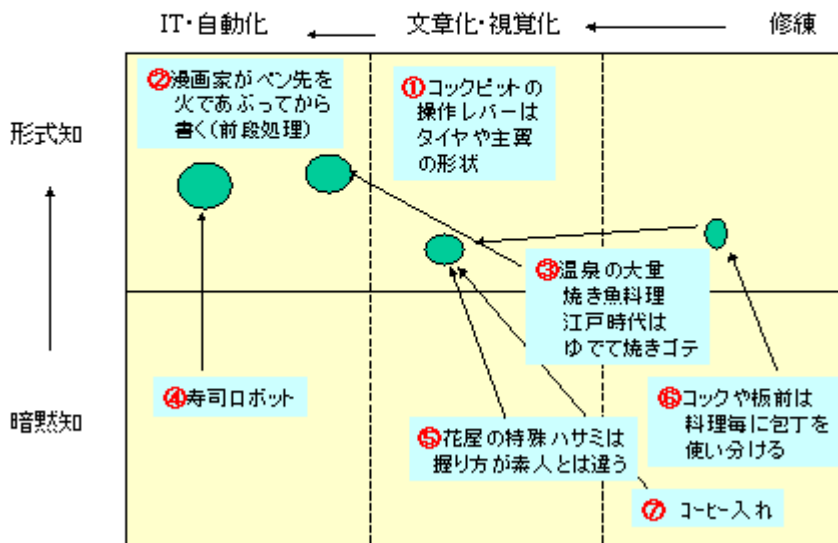 IT・自動化
文章化・視覚化
修練
形式知
暗黙知
②漫画家がペン先を
火であぶってから
書く(前段処理)
①コックピットの
操作レバーは
タイヤや主翼
の形状
③温泉の大量
焼き魚料理
江戸時代は
ゆでて焼きゴテ
④寿司ロボット
⑤花屋の特殊ハサミは
握り方が素人とは違う
⑥コックや板前は
料理毎に包丁を
使い分ける
⑦ コーヒー入れ